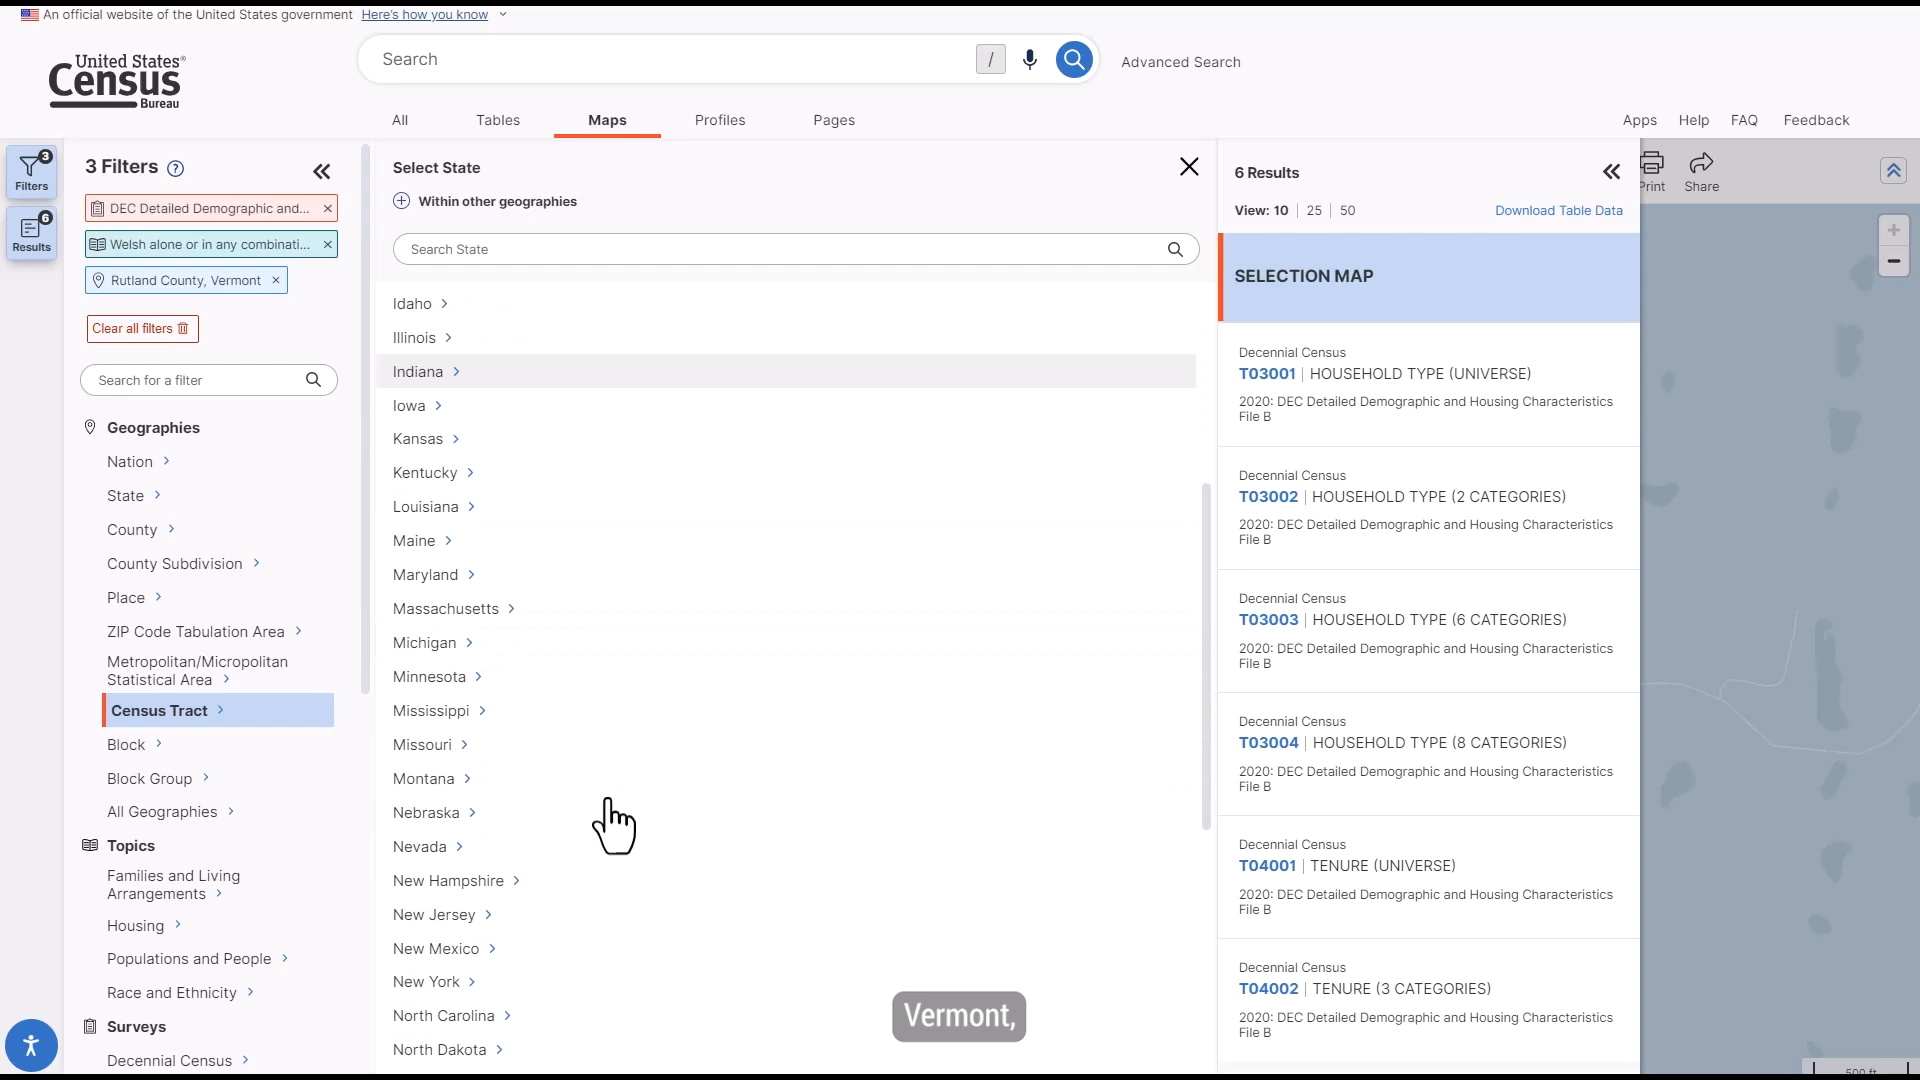 An official website of the United States government Here's how you know
United States®
Census
Bureau
Search
/
Advanced Search
All
Tables
Maps
Profiles
Pages
Apps
Help
FAQ
Feedback
3
Filters
6
Results
3 Filters ?
DEC Detailed Demographic and... ×
Welsh alone or in any combinati... ×
Rutland County, Vermont ×
Clear all filters
Search for a filter
Geographies
Nation
State
County
County Subdivision
Place
ZIP Code Tabulation Area
Metropolitan/Micropolitan
Statistical Area
Census Tract
Block
Block Group
All Geographies
Topics
Families and Living
Arrangements
Housing
Populations and People
Race and Ethnicity
Surveys
Decennial Census
Select State
Within other geographies
Search State
Idaho
Illinois
Indiana
Iowa
Kansas
Kentucky
Louisiana
Maine
Maryland
Massachusetts
Michigan
Minnesota
Mississippi
Missouri
Montana
Nebraska
Nevada
New Hampshire
New Jersey
New Mexico
New York
North Carolina
North Dakota
Vermont,
6 Results
View: 10 | 25 | 50
Download Table Data
SELECTION MAP
Decennial Census
T03001 | HOUSEHOLD TYPE (UNIVERSE)
2020: DEC Detailed Demographic and Housing Characteristics
File B
Decennial Census
T03002 | HOUSEHOLD TYPE (2 CATEGORIES)
2020: DEC Detailed Demographic and Housing Characteristics
File B
Decennial Census
T03003 | HOUSEHOLD TYPE (6 CATEGORIES)
2020: DEC Detailed Demographic and Housing Characteristics
File B
Decennial Census
T03004 | HOUSEHOLD TYPE (8 CATEGORIES)
2020: DEC Detailed Demographic and Housing Characteristics
File B
Decennial Census
T04001 | TENURE (UNIVERSE)
2020: DEC Detailed Demographic and Housing Characteristics
File B
Decennial Census
T04002 | TENURE (3 CATEGORIES)
2020: DEC Detailed Demographic and Housing Characteristics
File B
Print
Share
500 ft